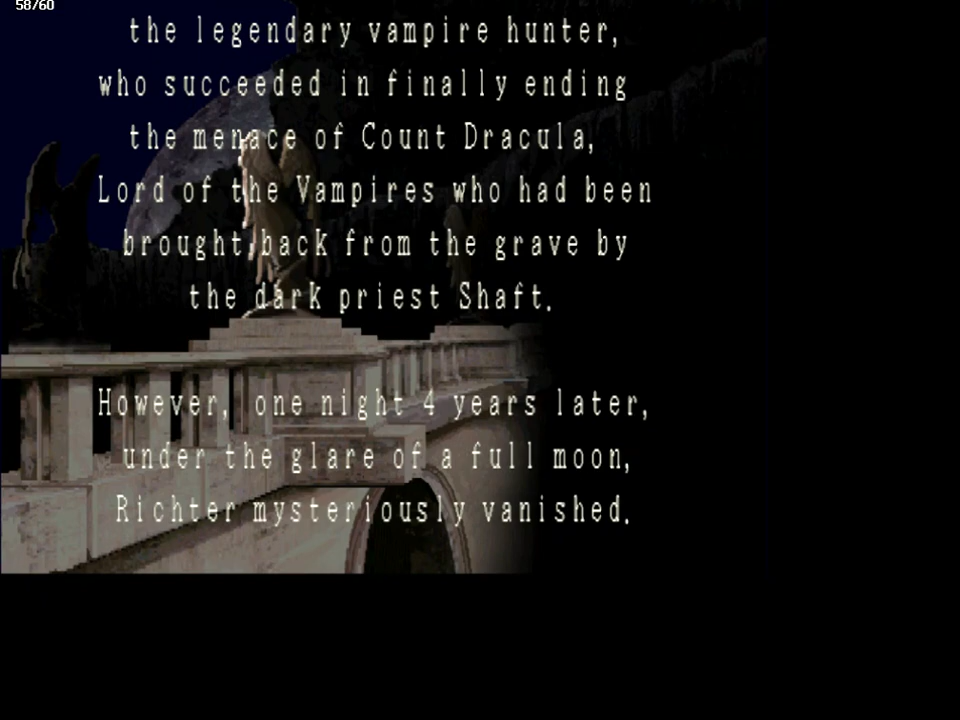 58/60
the legendary vampire hunter,
who succeeded in finally ending
the menace of Count Dracula,
Lord of the Vampires who had been
brought back from the grave by
the dark priest Shaft.
However, one night 4 years later,
under the glare of a full moon,
Richter mysteriously vanished.